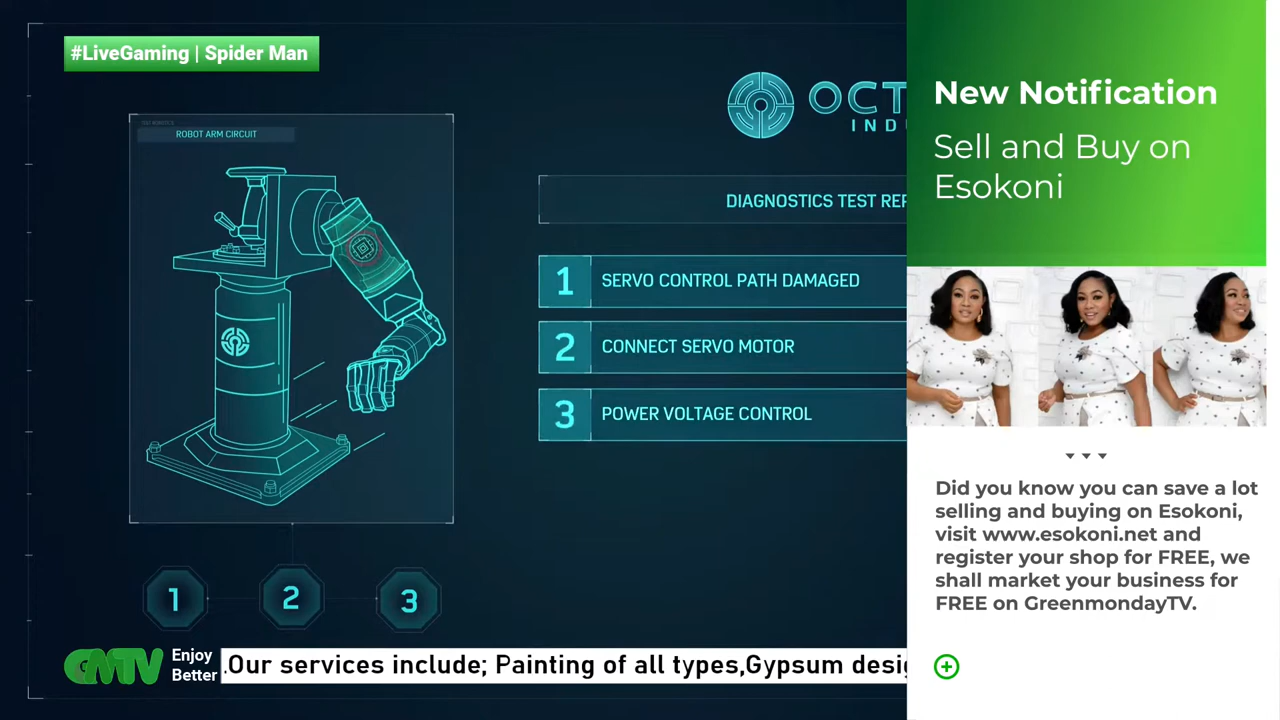 #LiveGaming | Spider Man
ROBOT ARM CIRCUIT
OCT
IND
DIAGNOSTICS TEST REP
1 SERVO CONTROL PATH DAMAGED
2 CONNECT SERVO MOTOR
3 POWER VOLTAGE CONTROL
1 2 3
GMTV
Enjoy
Better
.Our services include; Painting of all types,Gypsum desig
New Notification
Sell and Buy on
Esokoni
Did you know you can save a lot
selling and buying on Esokoni,
visit www.esokoni.net and
register your shop for FREE, we
shall market your business for
FREE on GreenmondayTV.